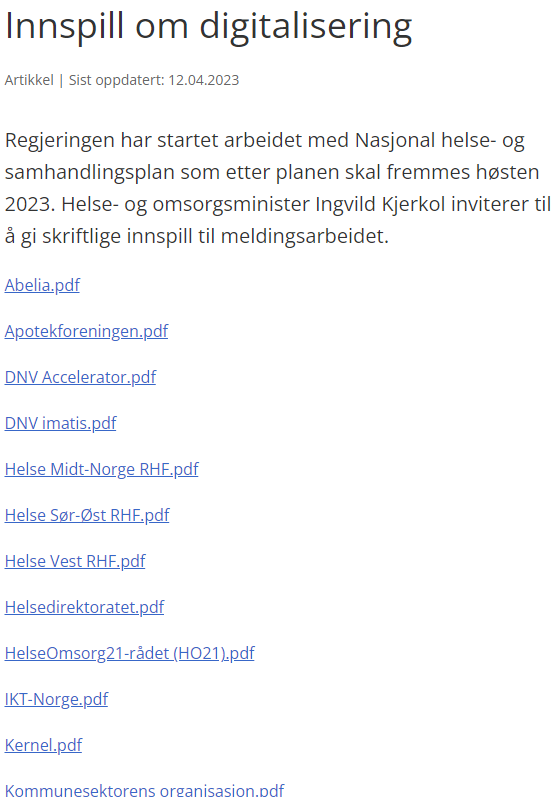 Innspill om digitalisering
Artikkel | Sist oppdatert: 12.04.2023
Regjeringen har startet arbeidet med Nasjonal helse- og
samhandlingsplan som etter planen skal fremmes høsten
2023. Helse- og omsorgsminister Ingvild Kjerkol inviterer til
å gi skriftlige innspill til meldingsarbeidet.
Abelia.pdf
Apotekforeningen.pdf
DNV Accelerator.pdf
DNV imatis.pdf
Helse Midt-Norge RHF.pdf
Helse Sør-Øst RHF.pdf
Helse Vest RHF.pdf
Helsedirektoratet.pdf
HelseOmsorg21-rådet (HO21).pdf
IKT-Norge.pdf
Kernel.pdf
Kommunesektorens organisasjon.pdf